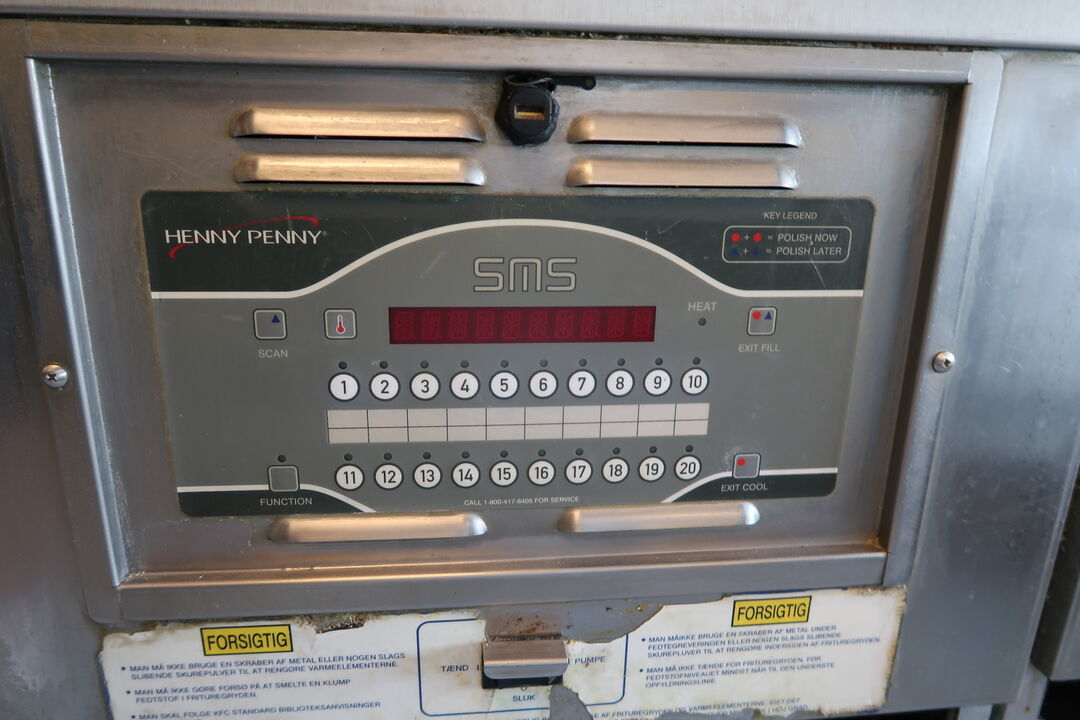 HENNY PENNY®
KEY LEGEND
+ = POLISH NOW
+ = POLISH LATER
SMS
HEAT
SCAN
EXIT FILL
1 2 3 4 5 6 7 8 9 10
11 12 13 14 15 16 17 18 19 20
FUNCTION
EXIT COOL
CALL 1-800-417-8405 FOR SERVICE
FORSIGTIG
• MAN MÅ IKKE BRUGE EN SKRABER AF METAL ELLER NOGEN SLAGS
SLIBENDE SKUREPULVER TIL AT RENGØRE VARMEELEMENTERNE.
• MAN MÅ IKKE GØRE FORSØ PÅ AT SMELTE EN KLUMP
FEDTSTOF I FRITUREGRYDEN.
• MAN SKAL FØLGE KFC STANDARD BIBLIOTEKSANVISNINGER
TÆND
PUMPE
O
SLUK
FORSIGTIG
• MAN MÅIKKE BRUGE EN SKRABER AF METAL UNDER
FEDTEGREVERINGEN ELLER NOGEN SLAGS SLIBENDE
SKUREPULVER TIL AT RENGØRE INDERSIDEN AF FRITUREGRYDEN.
• MAN MÅ IKKE TÆNDE FÓR FRITUREGRYDEN, FØR
FEDTSTOFNIVEAUET MINDST NÅR TIL DEN UNDERSTE
OPFYLDNINGSLINIE.